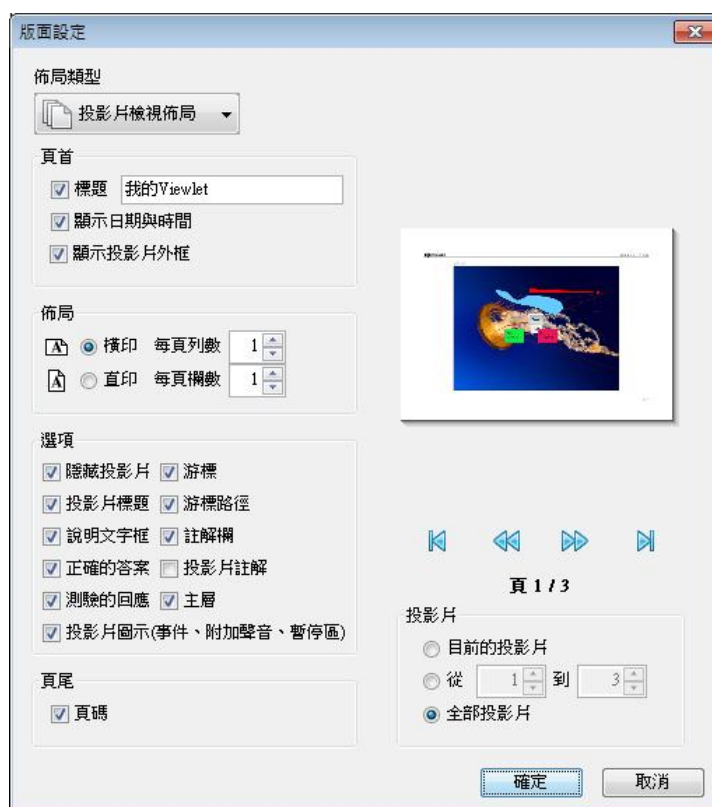 版面設定
佈局類型
投影片檢視佈局
頁首
標題 我的Viewlet
顯示日期與時間
顯示投影片外框
佈局
橫印 每頁列數 1
直印 每頁欄數 1
選項
隱藏投影片 游標
投影片標題 游標路徑
說明文字框 註解欄
正確的答案 投影片註解
測驗的回應 主層
投影片圖示(事件、附加聲音、暫停區)
頁尾
頁碼
頁 1 / 3
投影片
目前的投影片
從 1 到 3
全部投影片
確定 取消